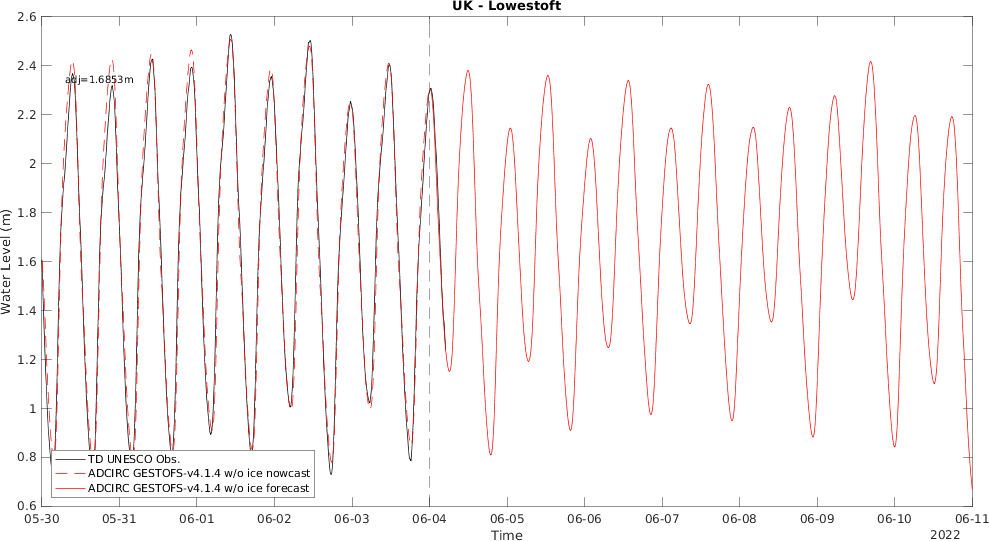 UK - Lowestoft
2.6
2.4
2.2
2
1.8
1.6
1.4
1.2
1
0.8
0.6
Water Level (m)
adj=1.6853m
TD UNESCO Obs.
ADCIRC GESTOFS-v4.1.4 w/o ice nowcast
ADCIRC GESTOFS-v4.1.4 w/o ice forecast
05-30 05-31 06-01 06-02 06-03 06-04 06-05 06-06 06-07 06-08 06-09 06-10 06-11
Time
2022